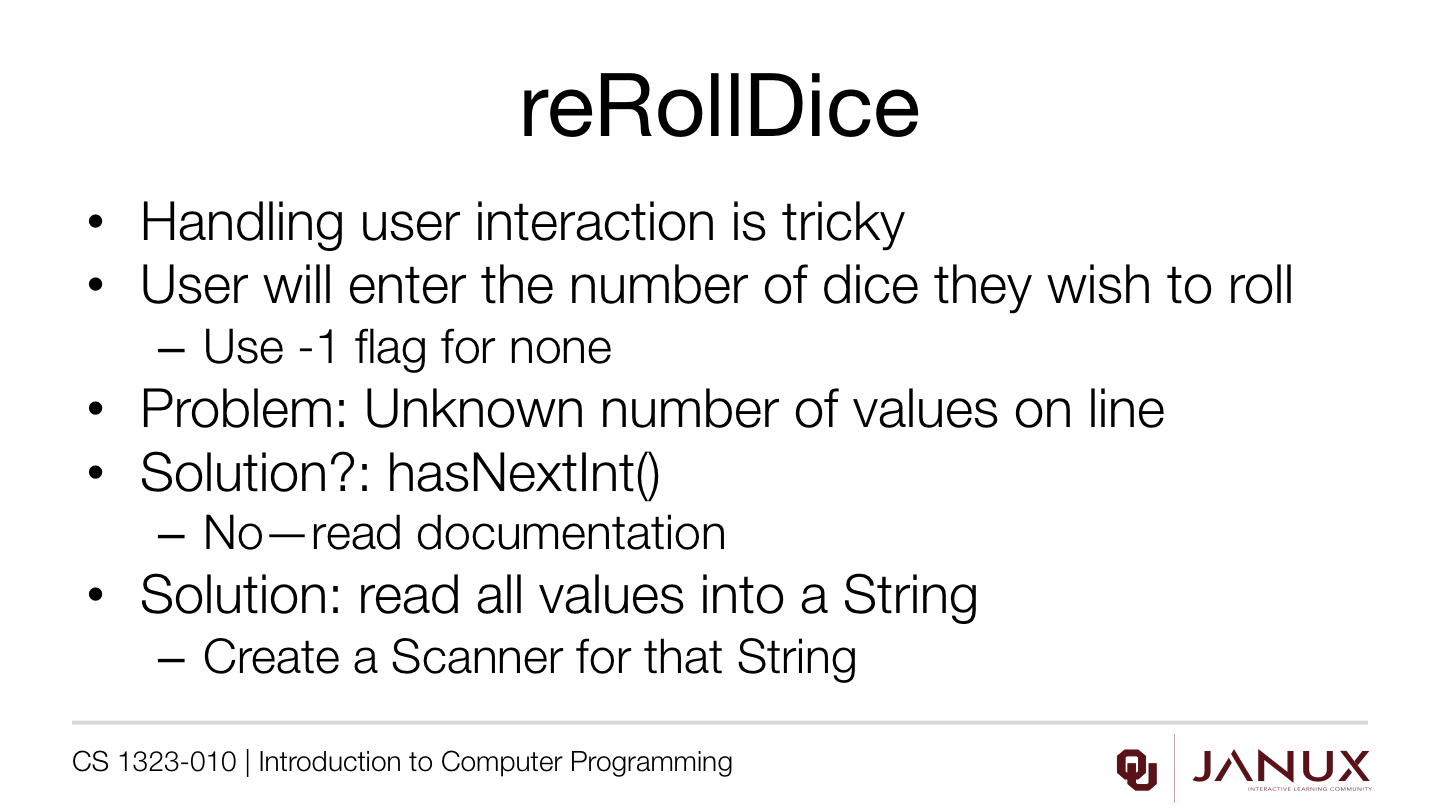 reRollDice
• Handling user interaction is tricky
• User will enter the number of dice they wish to roll
– Use -1 flag for none
• Problem: Unknown number of values on line
• Solution?: hasNextInt()
– No—read documentation
• Solution: read all values into a String
– Create a Scanner for that String
CS 1323-010 | Introduction to Computer Programming
OU
JANUX
INTERACTIVE LEARNING COMMUNITY